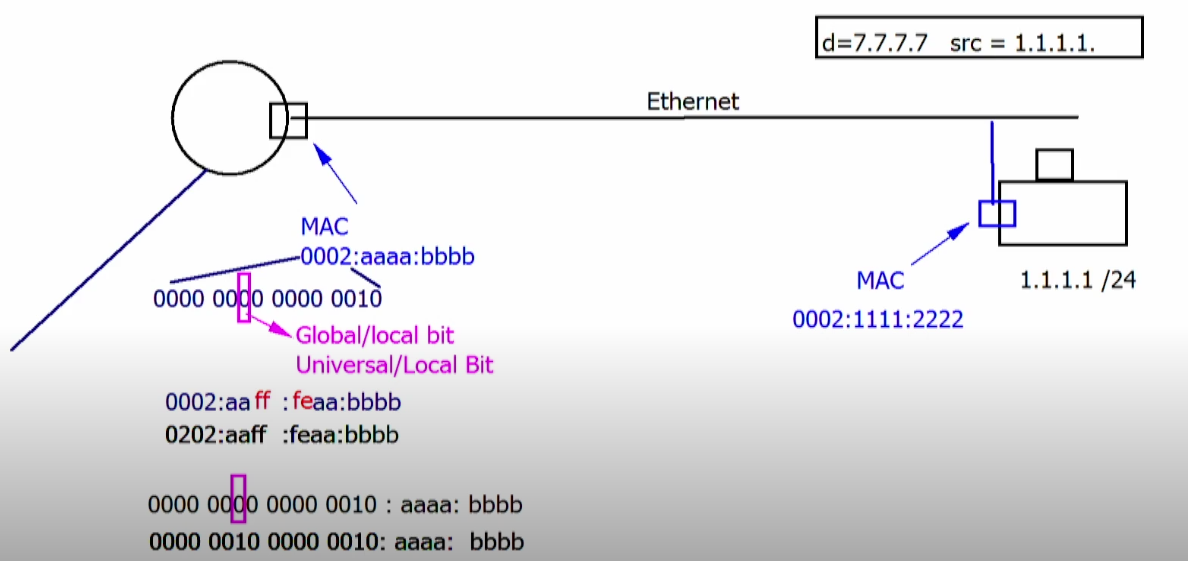 d=7.7.7.7 src = 1.1.1.1.
Ethernet
MAC
0002:aaaa:bbbb
0000 0000 0000 0010
Global/local bit
Universal/Local Bit
0002:aaff :feaa:bbbb
0202:aaff :feaa:bbbb
0000 0000 0000 0010 : aaaa: bbbb
0000 0010 0000 0010: aaaa: bbbb
MAC
0002:1111:2222
1.1.1.1 /24